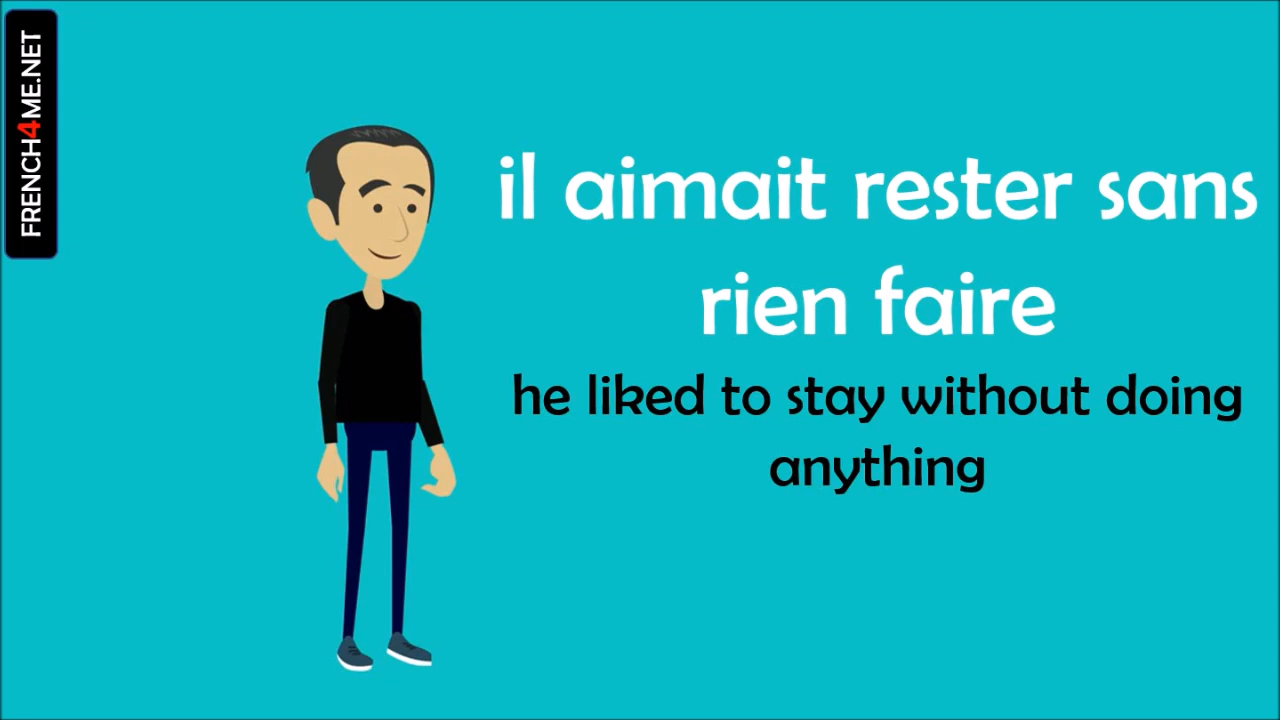 FRENCH4ME.NET
il aimait rester sans
rien faire
he liked to stay without doing
anything